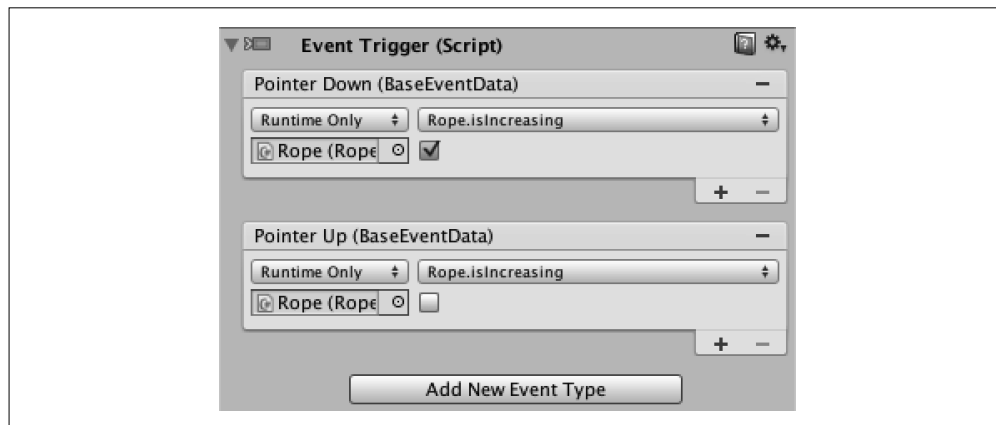 Event Trigger (Script)
Pointer Down (BaseEventData)
Runtime Only Rope.isIncreasing
Rope (Rope
Pointer Up (BaseEventData)
Runtime Only Rope.isIncreasing
Rope (Rope
Add New Event Type